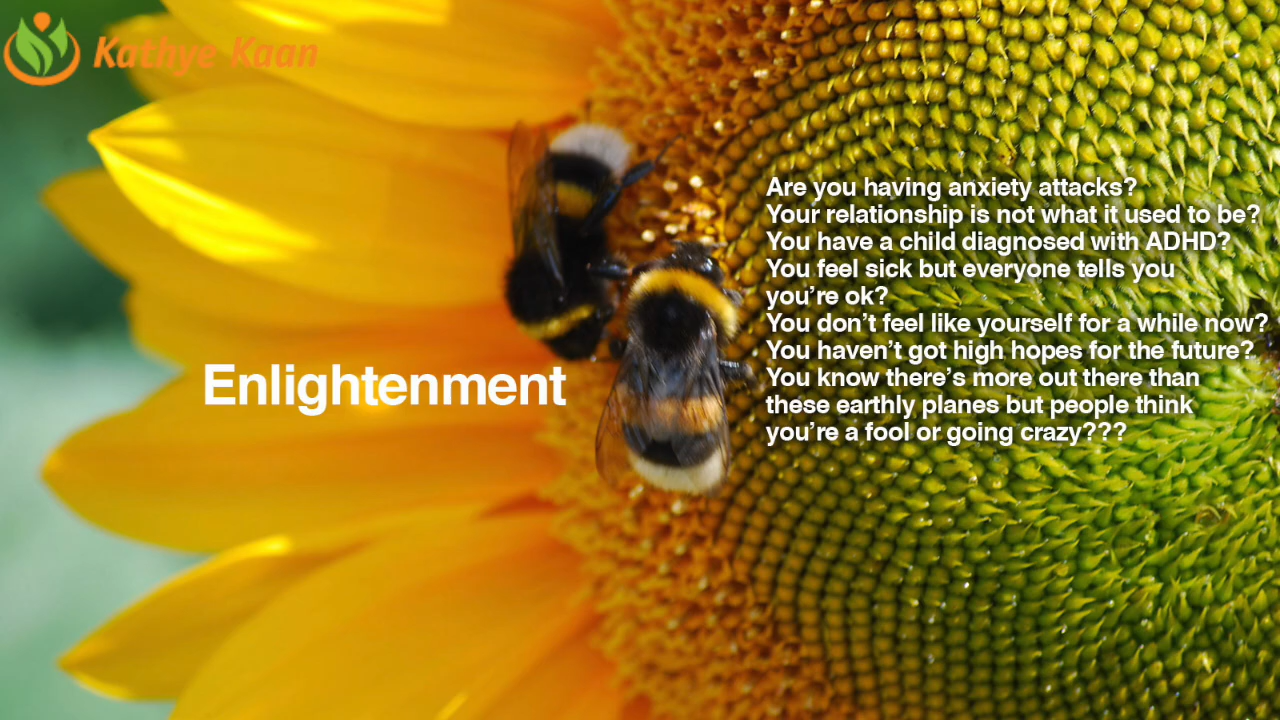 Kathye Kaan
Enlightenment
Are you having anxiety attacks?
Your relationship is not what it used to be?
You have a child diagnosed with ADHD?
You feel sick but everyone tells you
you’re ok?
You don’t feel like yourself for a while now?
You haven’t got high hopes for the future?
You know there’s more out there than
these earthly planes but people think
you’re a fool or going crazy???